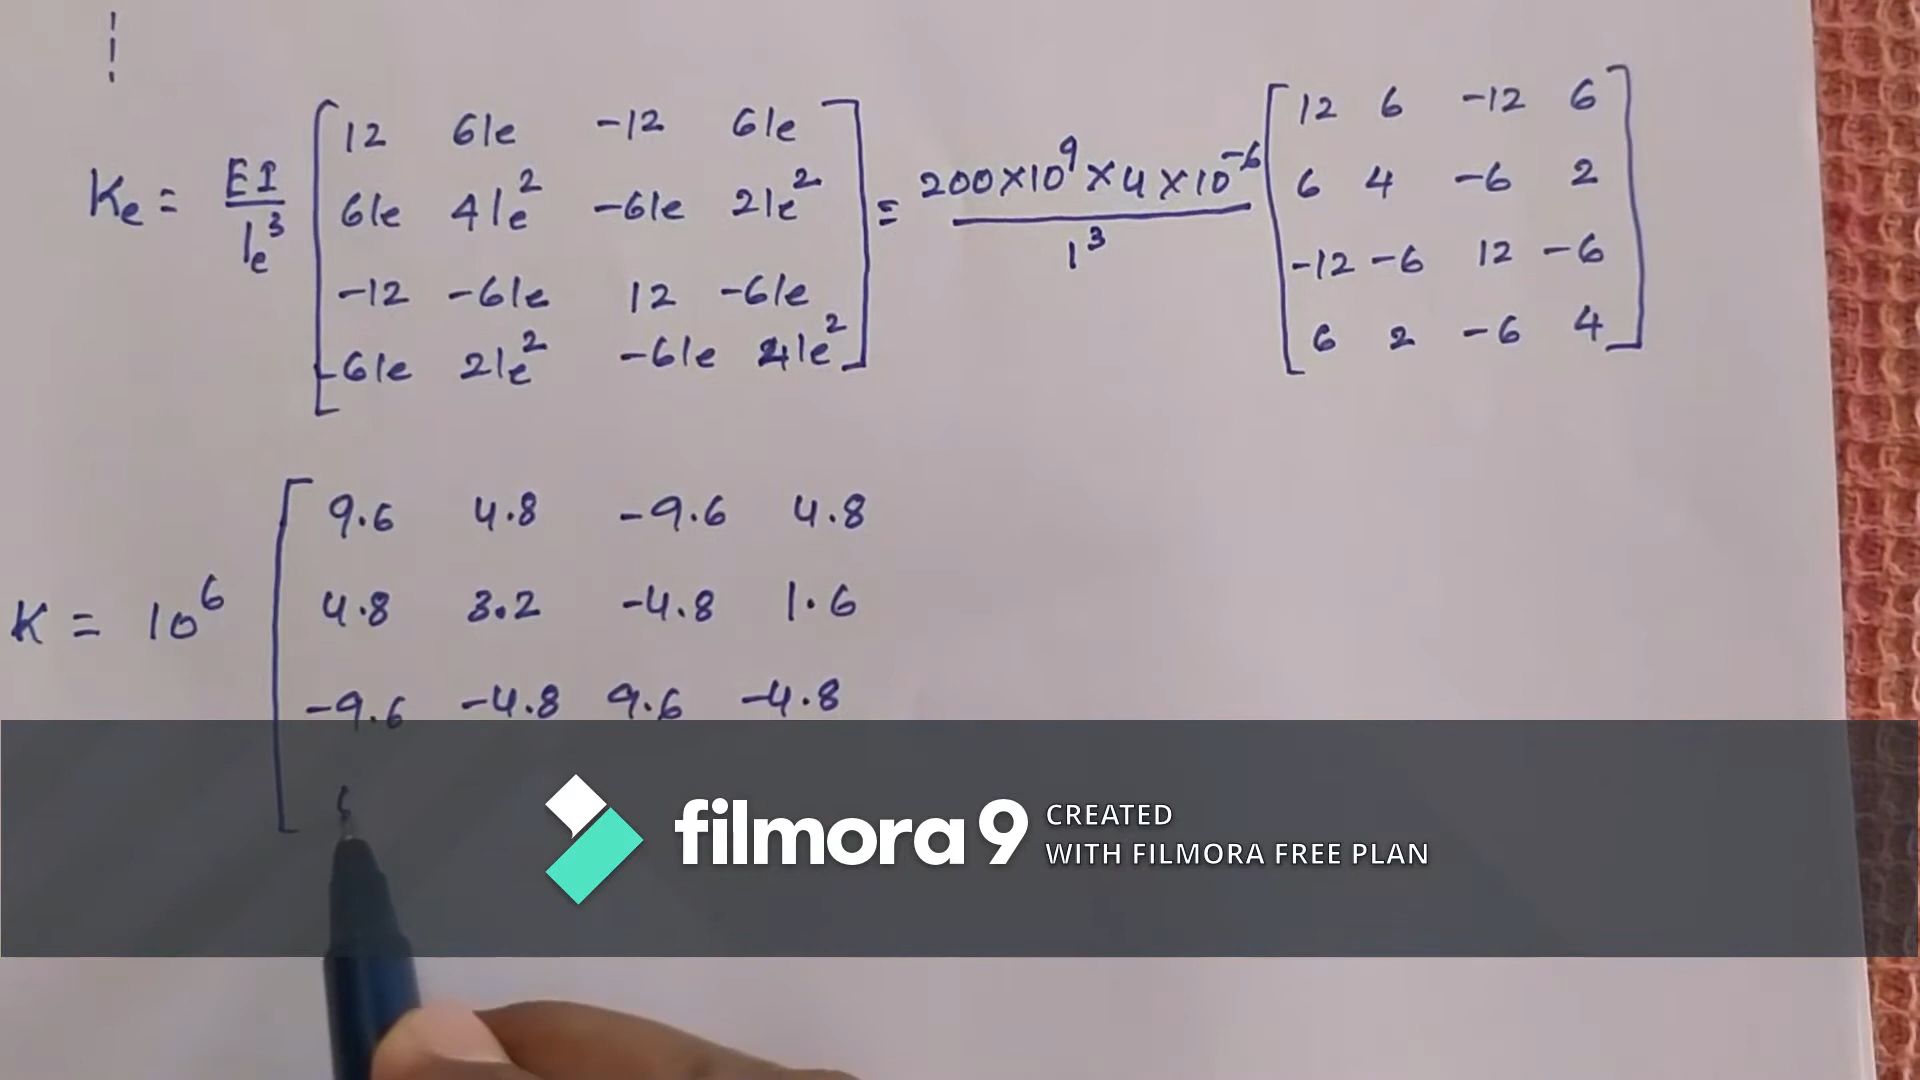 Ke = EI/le³ [12 6le -12 6le = 200×10⁹×4×10⁻⁶/1³ [12 6 -12 6
6le 4le² -6le 2le² 6 4 -6 2
-12 -6le 12 -6le -12 -6 12 -6
6le 2le² -6le 4le²] 6 2 -6 4]
K = 10⁶ [9.6 4.8 -9.6 4.8
4.8 3.2 -4.8 1.6
-9.6 -4.8 9.6 -4.8
filmora9 CREATED
WITH FILMORA FREE PLAN